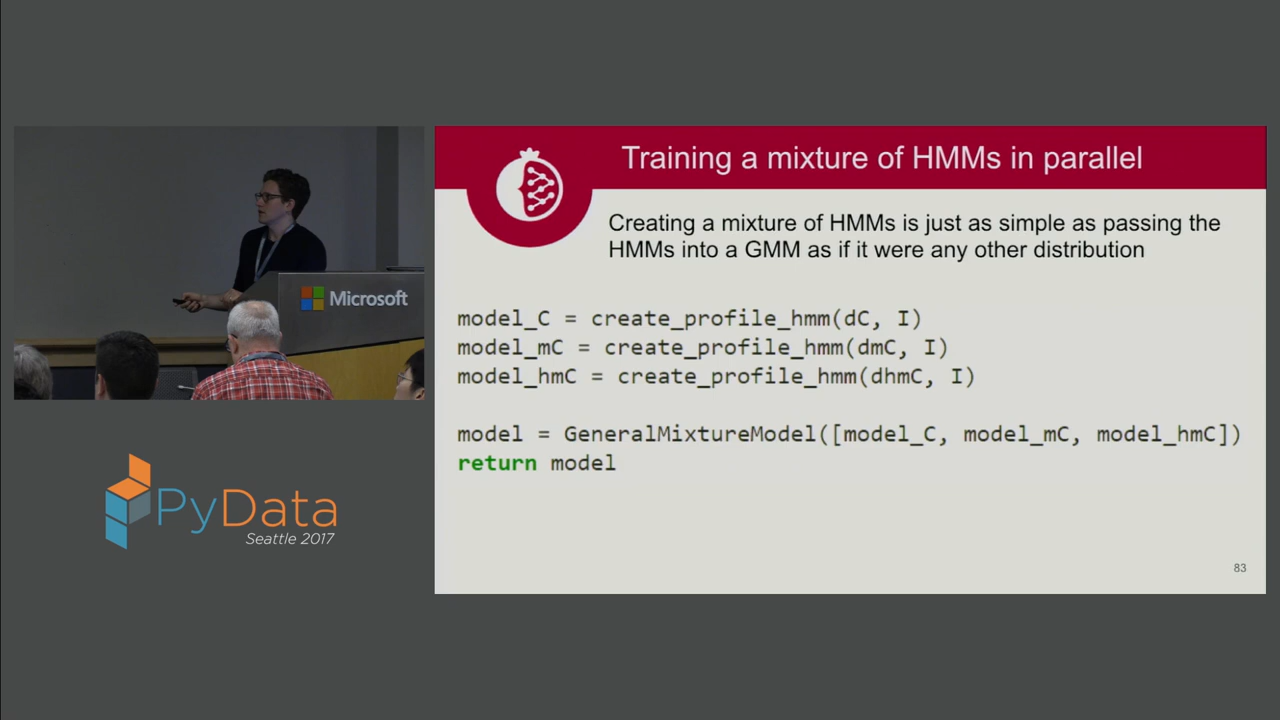 Training a mixture of HMMs in parallel
Creating a mixture of HMMs is just as simple as passing the
HMMs into a GMM as if it were any other distribution
model_C = create_profile_hmm(dC, I)
model_mC = create_profile_hmm(dmC, I)
model_hmC = create_profile_hmm(dhmC, I)
model = GeneralMixtureModel([model_C, model_mC, model_hmC])
return model
83
Microsoft
PyData
Seattle 2017